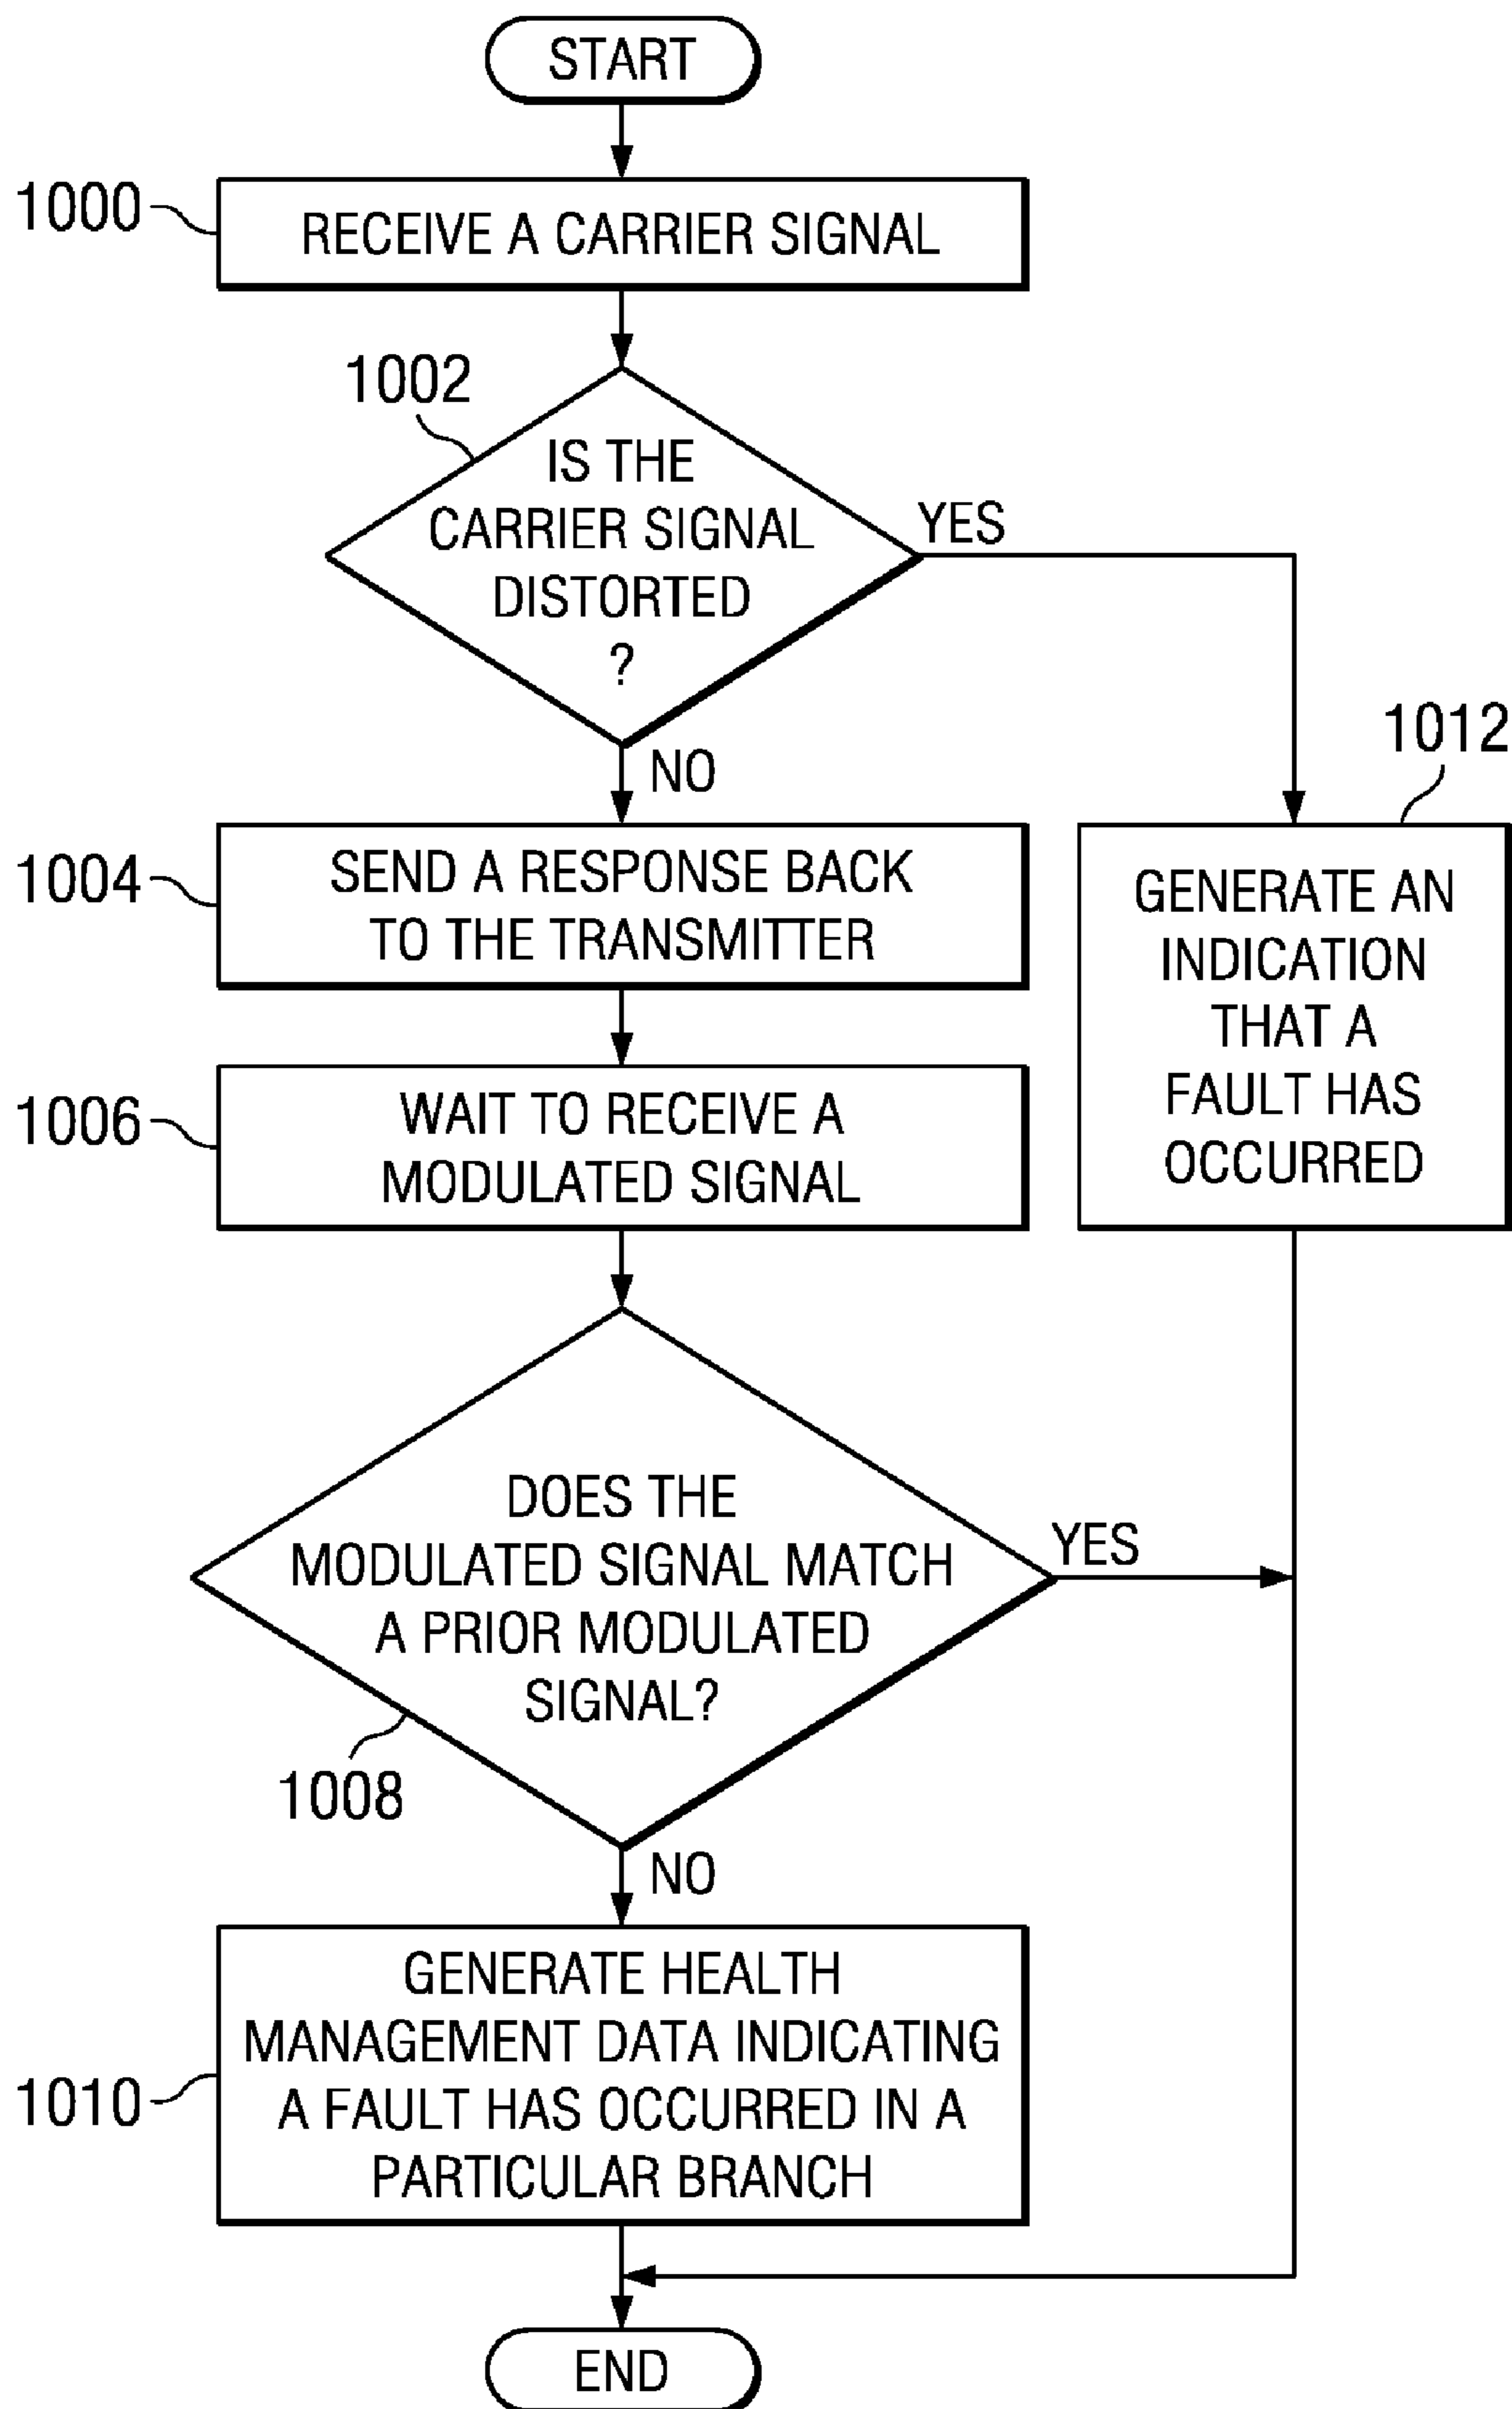 START
1000
RECEIVE A CARRIER SIGNAL
1002
IS THE
CARRIER SIGNAL
DISTORTED
?
YES
NO
1004
SEND A RESPONSE BACK
TO THE TRANSMITTER
1012
GENERATE AN
INDICATION
THAT A
FAULT HAS
OCCURRED
1006
WAIT TO RECEIVE A
MODULATED SIGNAL
DOES THE
MODULATED SIGNAL MATCH
A PRIOR MODULATED
SIGNAL?
YES
1008
NO
1010
GENERATE HEALTH
MANAGEMENT DATA INDICATING
A FAULT HAS OCCURRED IN A
PARTICULAR BRANCH
END